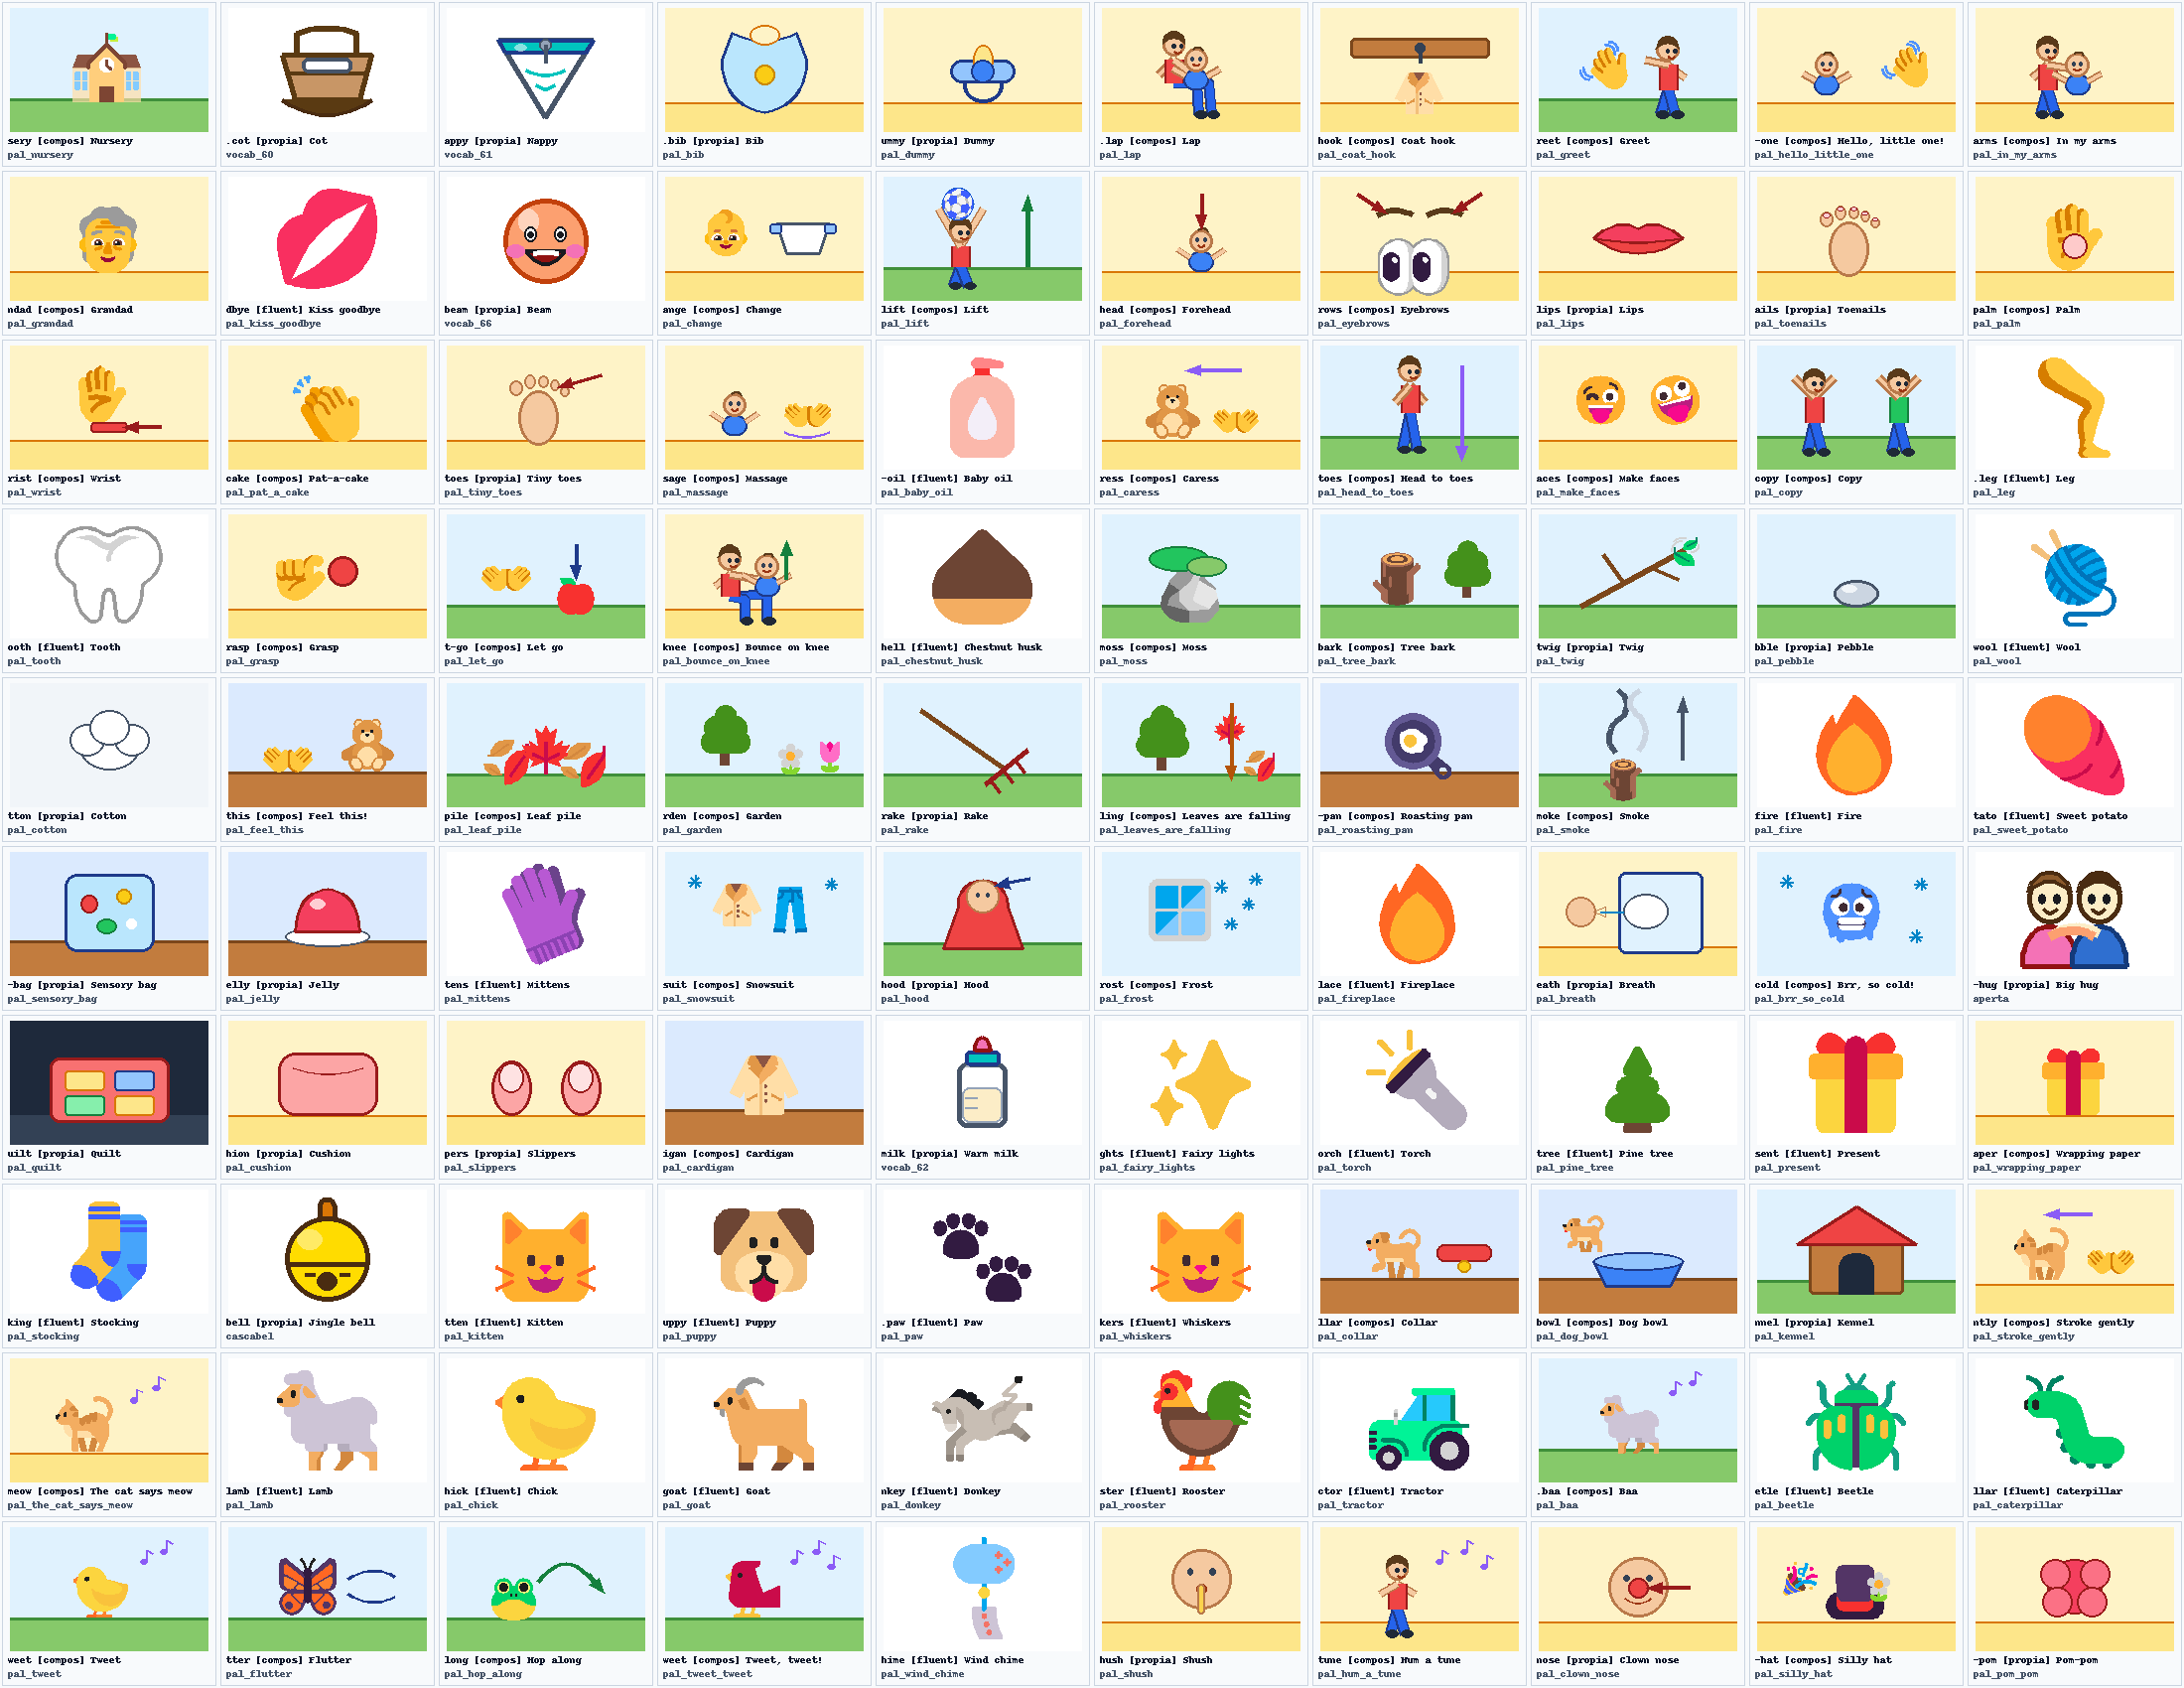 sery [compos] Nursery
pal_nursery
.cot [propia] Cot
vocab_60
appy [propia] Nappy
vocab_61
.bib [propia] Bib
pal_bib
ummy [propia] Dummy
pal_dummy
.lap [compos] Lap
pal_lap
hook [compos] Coat hook
pal_coat_hook
reet [compos] Greet
pal_greet
-one [compos] Hello, little one!
pal_hello_little_one
arms [compos] In my arms
pal_in_my_arms
ndad [compos] Grandad
pal_grandad
dbye [fluent] Kiss goodbye
pal_kiss_goodbye
beam [propia] Beam
vocab_66
ange [compos] Change
pal_change
lift [compos] Lift
pal_lift
head [compos] Forehead
pal_forehead
rows [compos] Eyebrows
pal_eyebrows
lips [propia] Lips
pal_lips
ails [propia] Toenails
pal_toenails
palm [compos] Palm
pal_palm
rist [compos] Wrist
pal_wrist
cake [compos] Pat-a-cake
pal_pat_a_cake
toes [propia] Tiny toes
pal_tiny_toes
sage [compos] Massage
pal_massage
-oil [fluent] Baby oil
pal_baby_oil
ress [compos] Caress
pal_caress
toes [compos] Head to toes
pal_head_to_toes
aces [compos] Make faces
pal_make_faces
copy [compos] Copy
pal_copy
.leg [fluent] Leg
pal_leg
ooth [fluent] Tooth
pal_tooth
rasp [compos] Grasp
pal_grasp
t-go [compos] Let go
pal_let_go
knee [compos] Bounce on knee
pal_bounce_on_knee
hell [fluent] Chestnut husk
pal_chestnut_husk
moss [compos] Moss
pal_moss
bark [compos] Tree bark
pal_tree_bark
twig [propia] Twig
pal_twig
bble [propia] Pebble
pal_pebble
wool [fluent] Wool
pal_wool
tton [propia] Cotton
pal_cotton
this [compos] Feel this!
pal_feel_this
pile [compos] Leaf pile
pal_leaf_pile
rden [compos] Garden
pal_garden
rake [propia] Rake
pal_rake
ling [compos] Leaves are falling
pal_leaves_are_falling
-pan [compos] Roasting pan
pal_roasting_pan
moke [compos] Smoke
pal_smoke
fire [fluent] Fire
pal_fire
tato [fluent] Sweet potato
pal_sweet_potato
-bag [propia] Sensory bag
pal_sensory_bag
elly [propia] Jelly
pal_jelly
tens [fluent] Mittens
pal_mittens
suit [compos] Snowsuit
pal_snowsuit
hood [propia] Hood
pal_hood
rost [compos] Frost
pal_frost
lace [fluent] Fireplace
pal_fireplace
eath [propia] Breath
pal_breath
cold [compos] Brr, so cold!
pal_brr_so_cold
-hug [propia] Big hug
aperta
uilt [propia] Quilt
pal_quilt
hion [propia] Cushion
pal_cushion
pers [propia] Slippers
pal_slippers
igan [compos] Cardigan
pal_cardigan
milk [propia] Warm milk
vocab_62
ghts [fluent] Fairy lights
pal_fairy_lights
orch [fluent] Torch
pal_torch
tree [fluent] Pine tree
pal_pine_tree
sent [fluent] Present
pal_present
aper [compos] Wrapping paper
pal_wrapping_paper
king [fluent] Stocking
pal_stocking
bell [propia] Jingle bell
cascabel
tten [fluent] Kitten
pal_kitten
uppy [fluent] Puppy
pal_puppy
.paw [fluent] Paw
pal_paw
kers [fluent] Whiskers
pal_whiskers
llar [compos] Collar
pal_collar
bowl [compos] Dog bowl
pal_dog_bowl
nnel [propia] Kennel
pal_kennel
ntly [compos] Stroke gently
pal_stroke_gently
meow [compos] The cat says meow
pal_the_cat_says_meow
lamb [fluent] Lamb
pal_lamb
hick [fluent] Chick
pal_chick
goat [fluent] Goat
pal_goat
nkey [fluent] Donkey
pal_donkey
ster [fluent] Rooster
pal_rooster
ctor [fluent] Tractor
pal_tractor
.baa [compos] Baa
pal_baa
etle [fluent] Beetle
pal_beetle
llar [fluent] Caterpillar
pal_caterpillar
weet [compos] Tweet
pal_tweet
tter [compos] Flutter
pal_flutter
long [compos] Hop along
pal_hop_along
weet [compos] Tweet, tweet!
pal_tweet_tweet
hime [fluent] Wind chime
pal_wind_chime
hush [propia] Shush
pal_shush
tune [compos] Hum a tune
pal_hum_a_tune
nose [propia] Clown nose
pal_clown_nose
-hat [compos] Silly hat
pal_silly_hat
-pom [propia] Pom-pom
pal_pom_pom